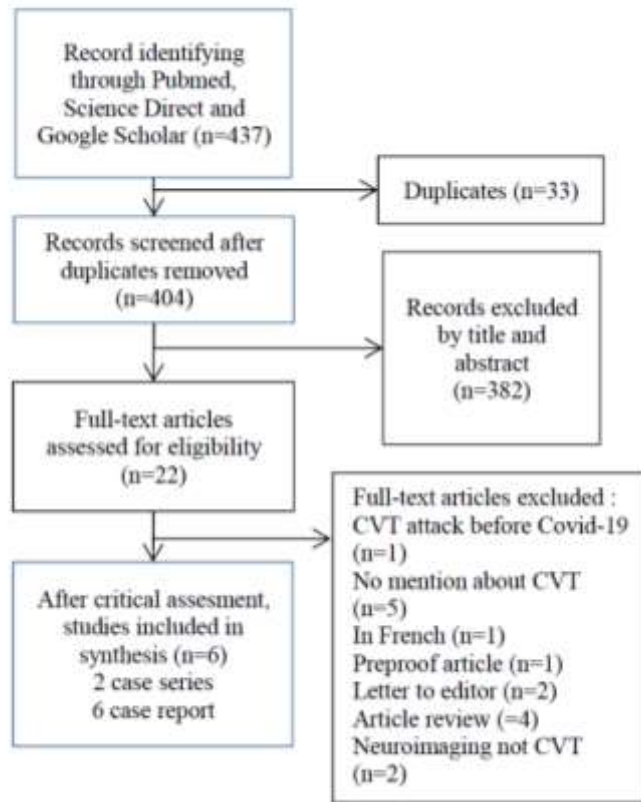 Record identifying
through Pubmed,
Science Direct and
Google Scholar (n=437)
Duplicates (n=33)
Records screened after
duplicates removed
(n=404)
Records excluded
by title and
abstract
(n=382)
Full-text articles
assessed for eligibility
(n=22)
Full-text articles excluded :
CVT attack before Covid-19
(n=1)
No mention about CVT
(n=5)
In French (n=1)
Preproof article (n=1)
Letter to editor (n=2)
Article review (=4)
Neuroimaging not CVT
(n=2)
After critical assesment,
studies included in
synthesis (n=6)
2 case series
6 case report